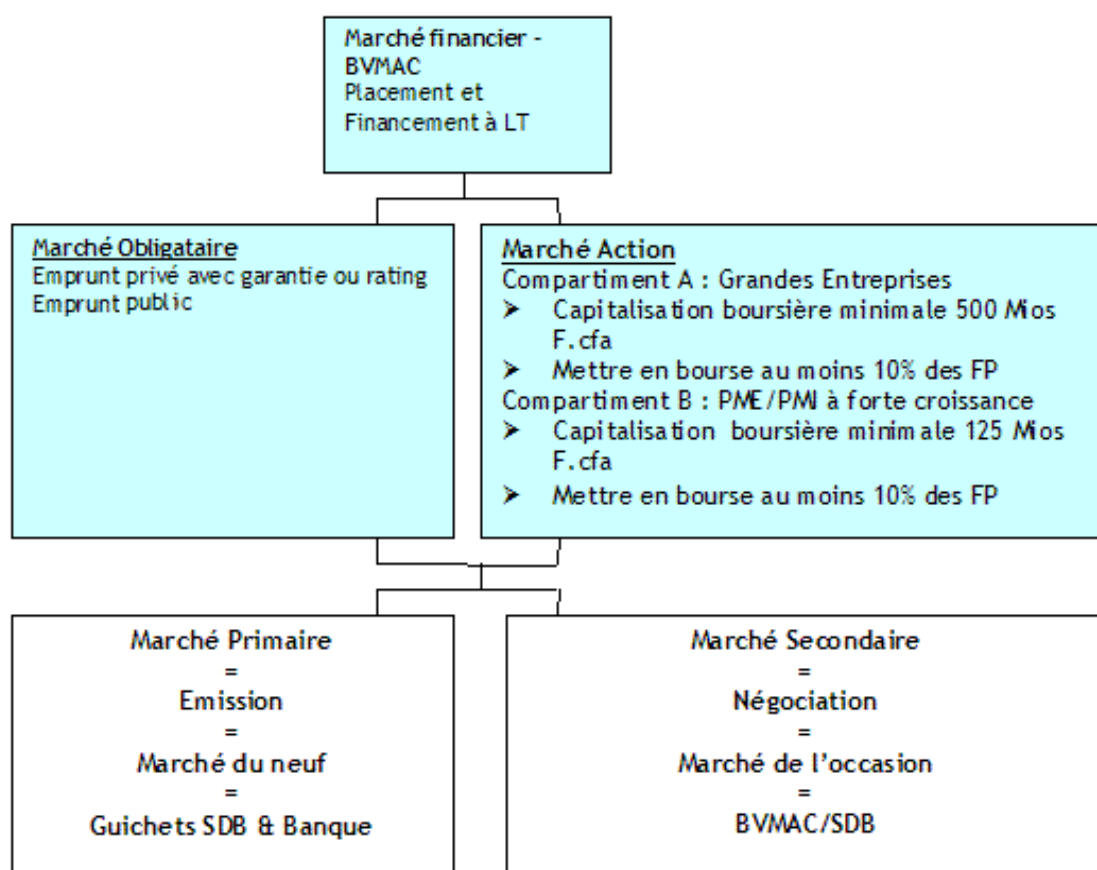 Marché financier -
BVMAC
Placement et
Financement à LT
Marché Obligataire
Emprunt privé avec garantie ou rating
Emprunt public
Marché Action
Compartiment A : Grandes Entreprises
➤ Capitalisation boursière minimale 500 Mios
F.cfa
➤ Mettre en bourse au moins 10% des FP
Compartiment B : PME/PMI à forte croissance
➤ Capitalisation boursière minimale 125 Mios
F.cfa
➤ Mettre en bourse au moins 10% des FP
Marché Primaire
=
Emission
=
Marché du neuf
=
Guichets SDB & Banque
Marché Secondaire
=
Négociation
=
Marché de l'occasion
=
BVMAC/SDB